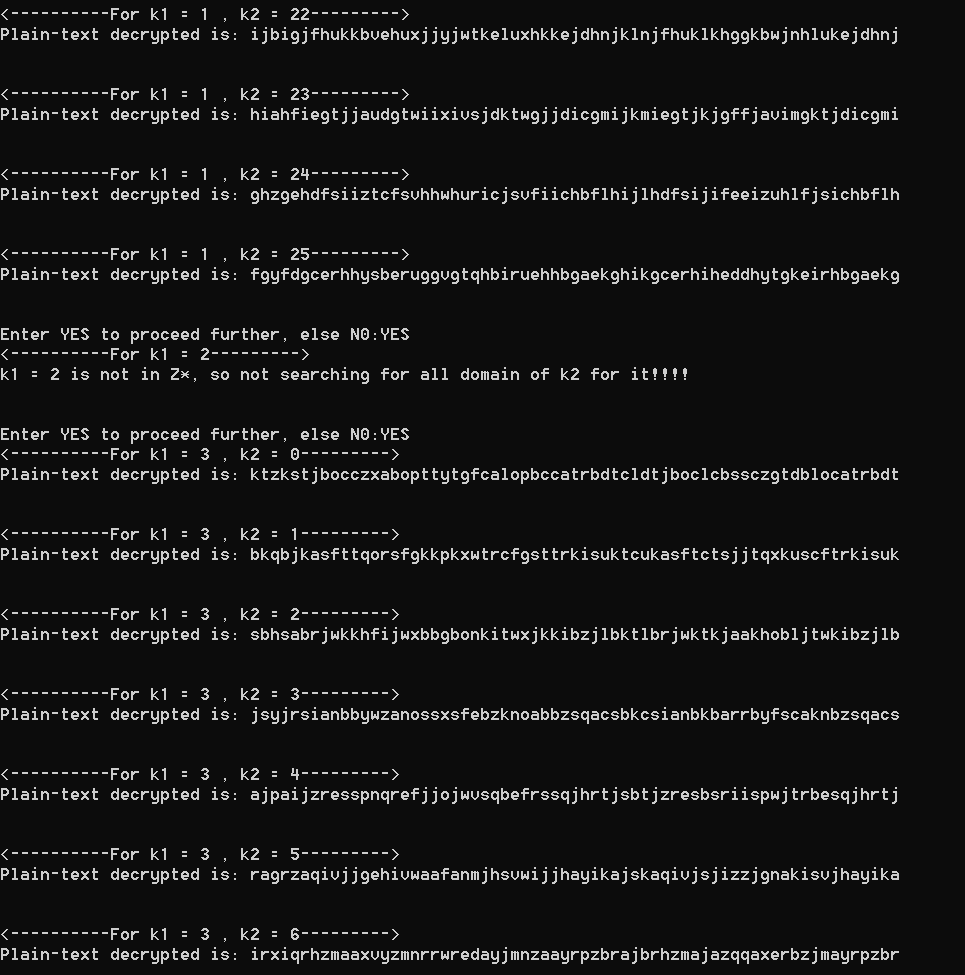 <----------For k1 = 1 , k2 = 22--------->
Plain-text decrypted is: ijbigjfhukkbvehuxjjyjwtkeluxhkkejdhnjklnjfhuklkhggkbwjnhlukejdhnj
<----------For k1 = 1 , k2 = 23--------->
Plain-text decrypted is: hiahfiegtjjaudgtwiixivsjdktwgjjdicgmijkmiegtjkjgffjavimgktjdicgmi
<----------For k1 = 1 , k2 = 24--------->
Plain-text decrypted is: ghzgehdfsiiztcfsvhhwhuricjsvfiichbflhijlhdfsijifeeizuhlfjsichbflh
<----------For k1 = 1 , k2 = 25--------->
Plain-text decrypted is: fgyfdgcerhhysberuggvgtqhbiruehhbgaekghikgcerhiheddhytgkeirhbgaekg
Enter YES to proceed further, else N0:YES
<----------For k1 = 2--------->
k1 = 2 is not in Z*, so not searching for all domain of k2 for it!!!!
Enter YES to proceed further, else N0:YES
<----------For k1 = 3 , k2 = 0--------->
Plain-text decrypted is: ktzkstjbocczxabopttytgfcalopbccatrbdtcldtjboclcbssczgtdblocatrbdt
<----------For k1 = 3 , k2 = 1--------->
Plain-text decrypted is: bkqbjkasfttqorsfgkkpkxwtrcfgsttrkisuktcukasftctsjjtqxkuscftrkisuk
<----------For k1 = 3 , k2 = 2--------->
Plain-text decrypted is: sbhsabrjwkkhfijwxbbgbonkitwxjkkibzjlbktlbrjwktkjaakhobljtwkibzjlb
<----------For k1 = 3 , k2 = 3--------->
Plain-text decrypted is: jsyjrsianbbywzanossxsfebzknoabbzsqacsbkcsianbkbarrbyfscaknbzsqacs
<----------For k1 = 3 , k2 = 4--------->
Plain-text decrypted is: ajpaijzresspnqrefjjojwvsqbefrssqjhrtjsbtjzresbsriispwjtrbesqjhrtj
<----------For k1 = 3 , k2 = 5--------->
Plain-text decrypted is: ragrzaqivjjgehivwaafanmjhsvwijjhayikajskaqivjsjizzjgnakisvjhayika
<----------For k1 = 3 , k2 = 6--------->
Plain-text decrypted is: irxiqrhzmaaxvyzmnrrwredayjmnzaayrpzbrajbrhzmajazqqaxerbzjmayrpzbr